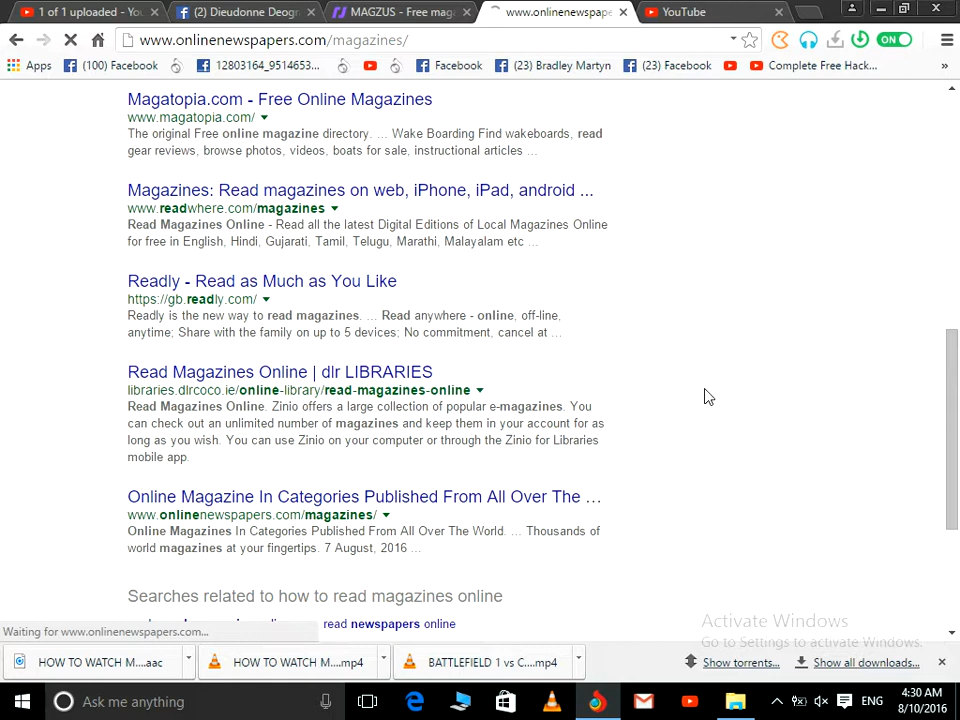 1 of 1 uploaded - You
(2) Dieudonne Deogr
MAGZUS - Free mag
www.onlinenewspape
YouTube
www.onlinenewspapers.com/magazines/
ON
Apps
(100) Facebook
12803164_9514653...
Facebook
(23) Bradley Martyn
(23) Facebook
Complete Free Hack...
»
Magatopia.com - Free Online Magazines
www.magatopia.com/
The original Free online magazine directory. ... Wake Boarding Find wakeboards, read
gear reviews, browse photos, videos, boats for sale, instructional articles ...
Magazines: Read magazines on web, iPhone, iPad, android ...
www.readwhere.com/magazines
Read Magazines Online - Read all the latest Digital Editions of Local Magazines Online
for free in English, Hindi, Gujarati, Tamil, Telugu, Marathi, Malayalam etc ...
Readly - Read as Much as You Like
https://gb.readly.com/
Readly is the new way to read magazines. ... Read anywhere - online, off-line,
anytime; Share with the family on up to 5 devices; No commitment, cancel at ...
Read Magazines Online | dlr LIBRARIES
libraries.dlrcoco.ie/online-library/read-magazines-online
Read Magazines Online. Zinio offers a large collection of popular e-magazines. You
can check out an unlimited number of magazines and keep them in your account for as
long as you wish. You can use Zinio on your computer or through the Zinio for Libraries
mobile app.
Online Magazine In Categories Published From All Over The ...
www.onlinenewspapers.com/magazines/
Online Magazines In Categories Published From All Over The World. ... Thousands of
world magazines at your fingertips. 7 August, 2016 ...
Searches related to how to read magazines online
read newspapers online
Waiting for www.onlinenewspapers.com...
Activate Windows
Go to Settings to activate Windows.
HOW TO WATCH M....aac
HOW TO WATCH M....mp4
BATTLEFIELD 1 vs C....mp4
Show torrents...
Show all downloads...
Ask me anything
ENG
4:30 AM
8/10/2016